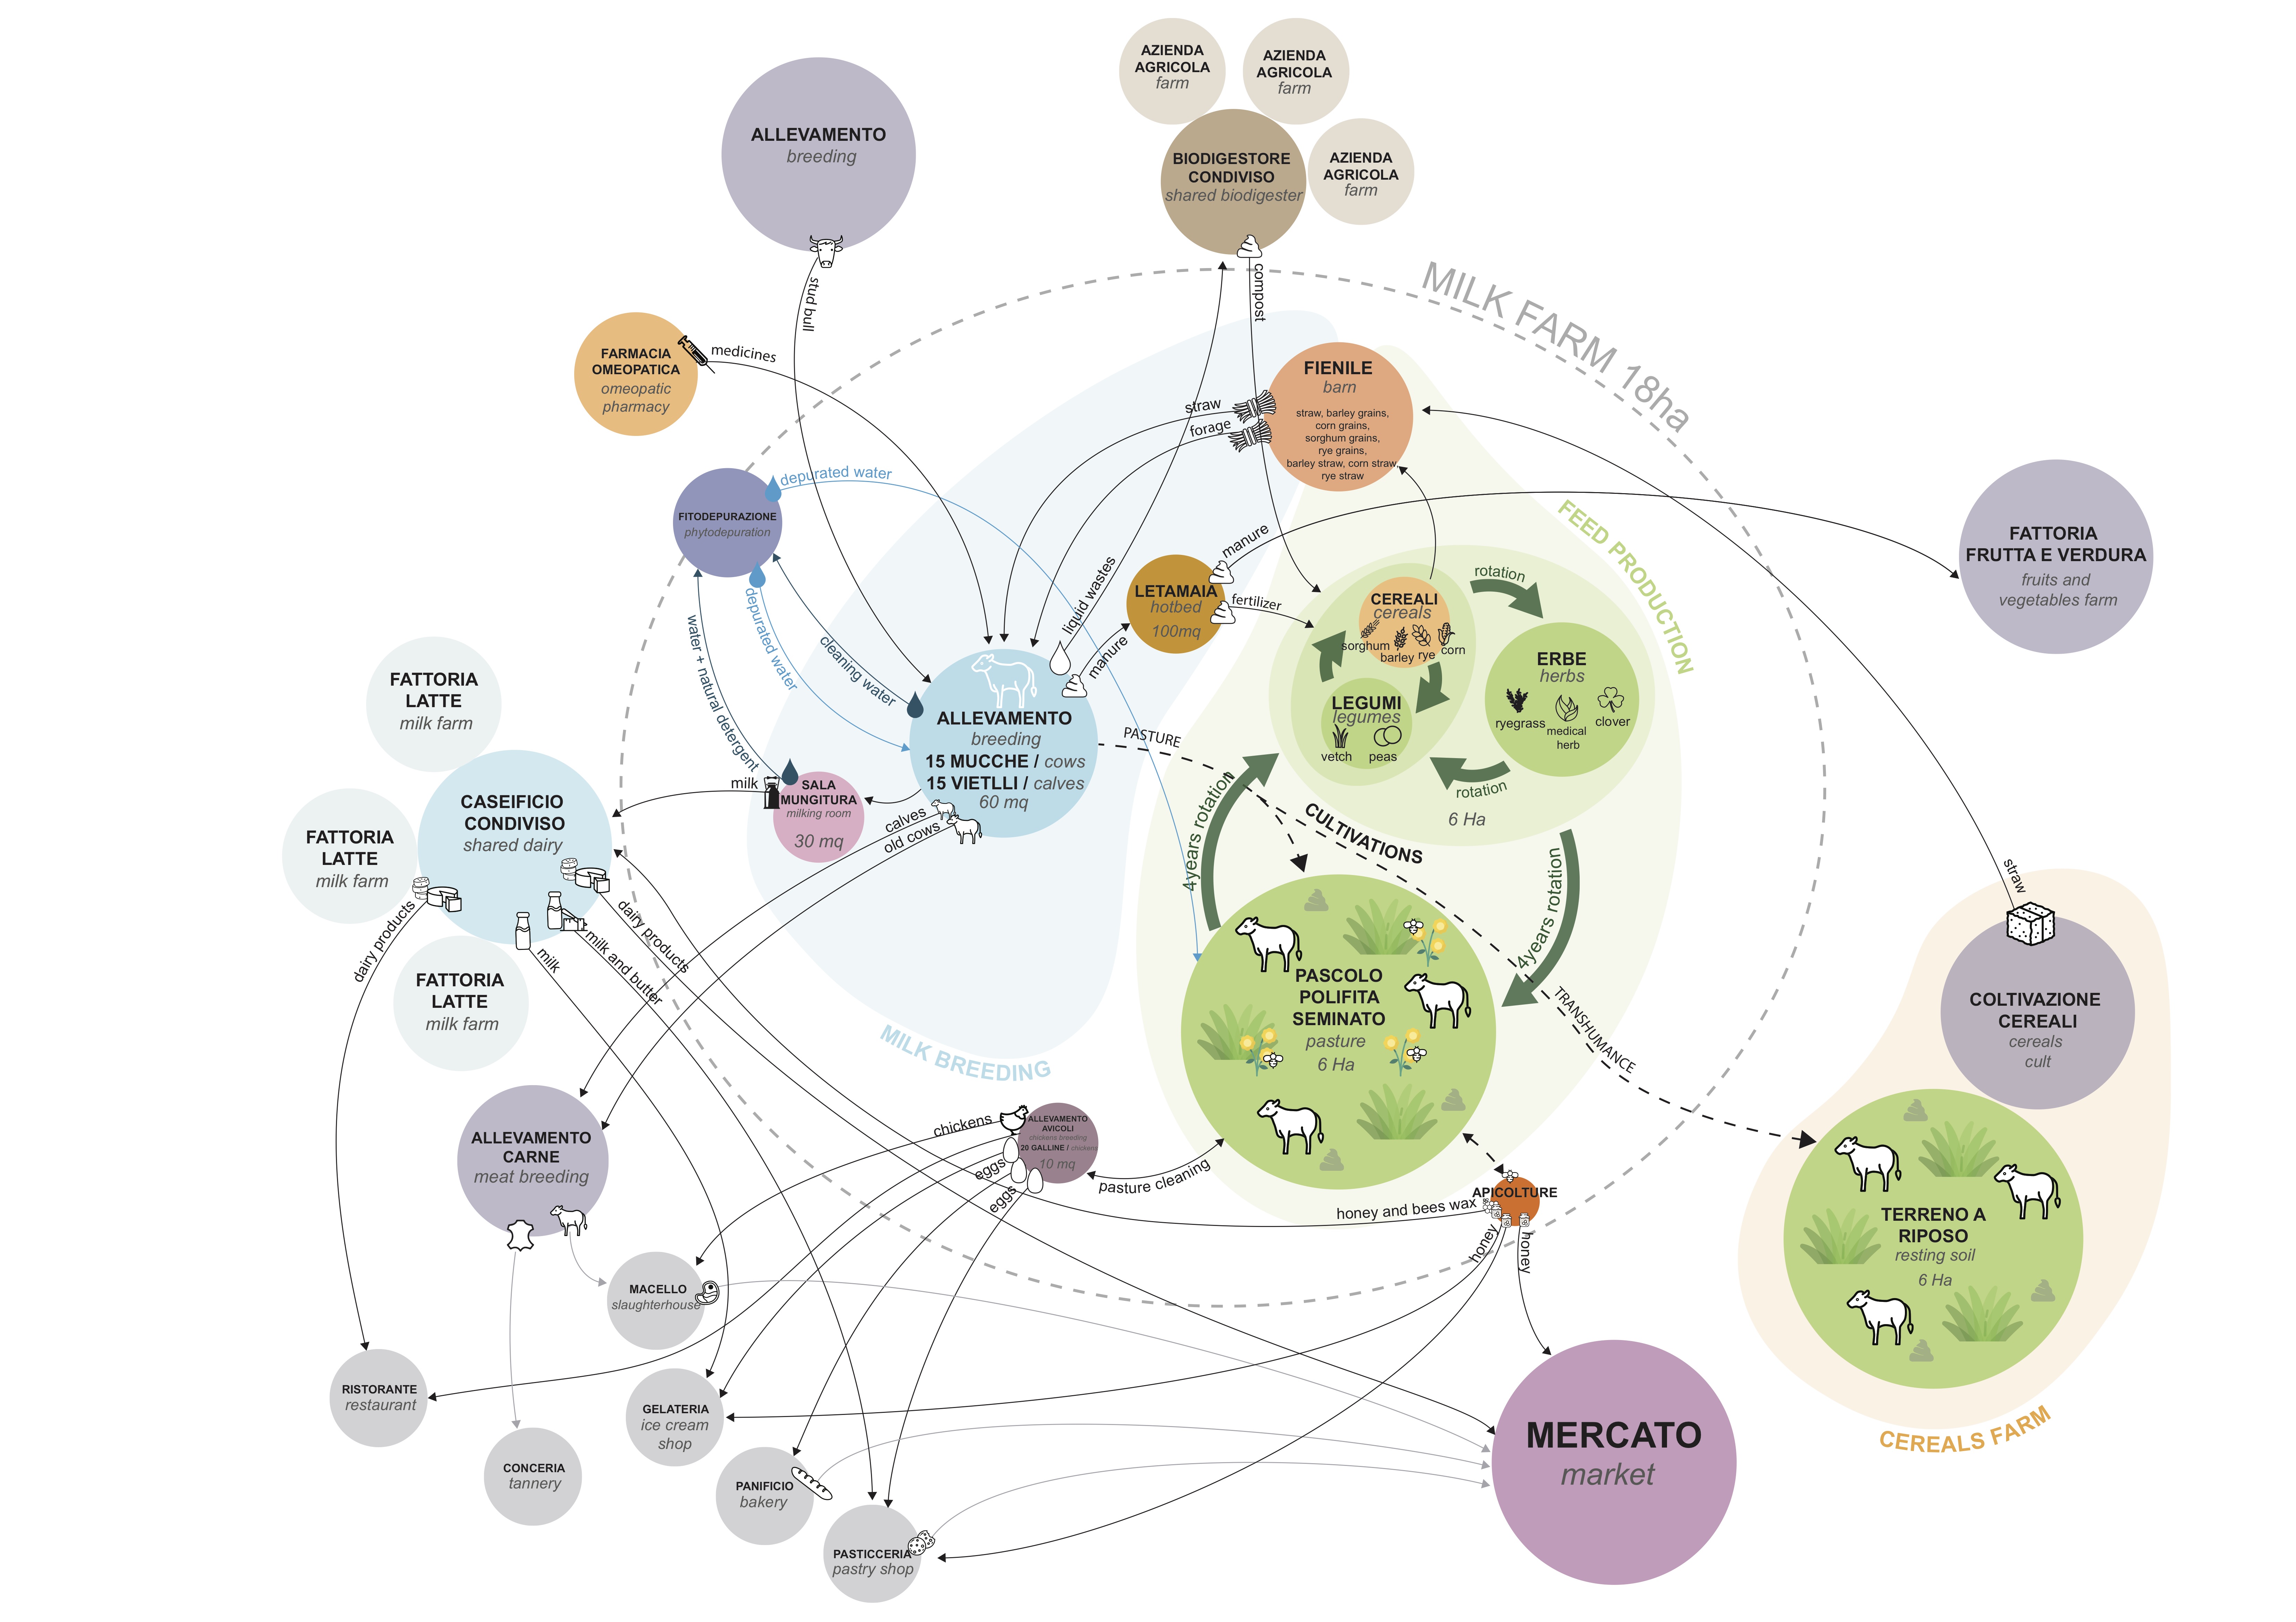 AZIENDA
AGRICOLA
farm
AZIENDA
AGRICOLA
farm
ALLEVAMENTO
breeding
BIODIGESTORE
CONDIVISO
shared biodigester
AZIENDA
AGRICOLA
farm
compost
stud bull
MILK FARM 18ha
FARMACIA
OMEOPATICA
omeopatic
pharmacy
medicines
FIENILE
barn
straw, barley grains,
corn grains,
sorghum grains,
rye grains,
barley straw, corn straw,
rye straw
straw
forage
depurated water
FITODEPURAZIONE
phytodepuration
FEED PRODUCTION
FATTORIA
FRUTTA E VERDURA
fruits and
vegetables farm
manure
LETAMAIA
hotbed
100mq
fertilizer
liquid wastes
manure
CEREALI
cereals
sorghum
barley
rye
corn
rotation
ERBE
herbs
ryegrass
medical
herb
clover
LEGUMI
legumes
vetch
peas
rotation
6 Ha
water + natural detergent
depurated water
cleaning water
ALLEVAMENTO
breeding
15 MUCCHE / cows
15 VIETLLI / calves
60 mq
PASTURE
FATTORIA
LATTE
milk farm
milk
SALA
MUNGITURA
milking room
30 mq
calves
old cows
CASEIFICIO
CONDIVISO
shared dairy
FATTORIA
LATTE
milk farm
4years rotation
CULTIVATIONS
4years rotation
straw
dairy products
milk
milk and butter
dairy products
FATTORIA
LATTE
milk farm
PASCOLO
POLIFITA
SEMINATO
pasture
6 Ha
TRANSHUMANCE
COLTIVAZIONE
CEREALI
cereals
cult
MILK BREEDING
ALLEVAMENTO
CARNE
meat breeding
chickens
ALLEVAMENTO
AVICOLI
chickens breeding
20 GALLINE / chickens
10 mq
eggs
eggs
pasture cleaning
APICOLTURE
honey and bees wax
honey
honey
TERRENO A
RIPOSO
resting soil
6 Ha
MACELLO
slaughterhouse
RISTORANTE
restaurant
GELATERIA
ice cream
shop
CONCERIA
tannery
PANIFICIO
bakery
PASTICCERIA
pastry shop
MERCATO
market
CEREALS FARM